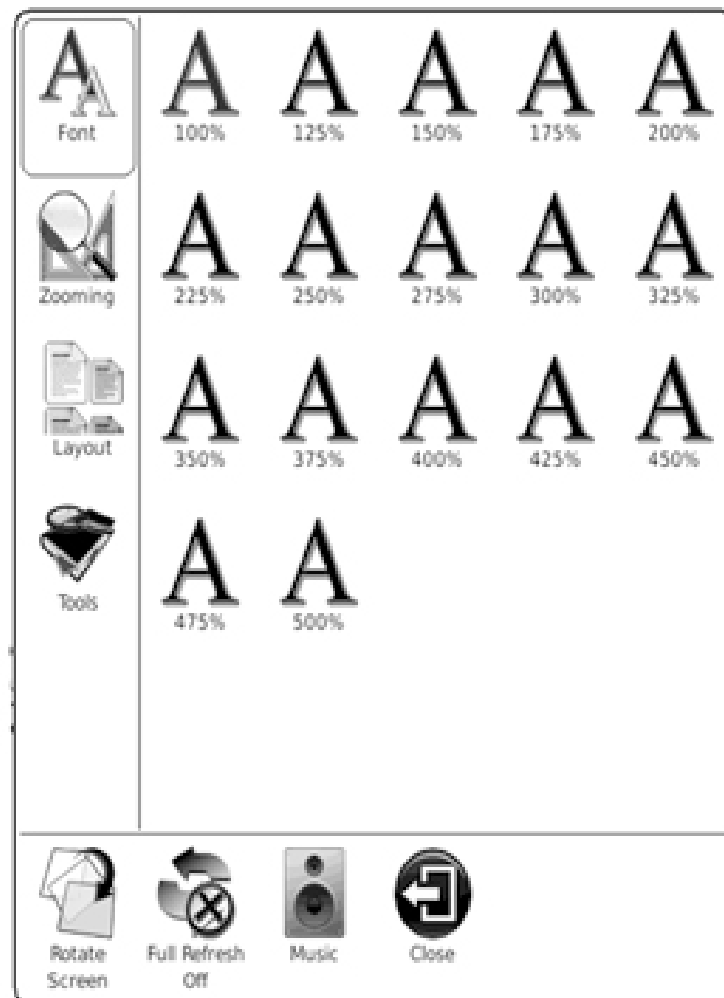 Font
100% 125% 150% 175% 200%
Zooming
225% 250% 275% 300% 325%
Layout
350% 375% 400% 425% 450%
Tools
475% 500%
Rotate Screen
Full Refresh Off
Music
Close